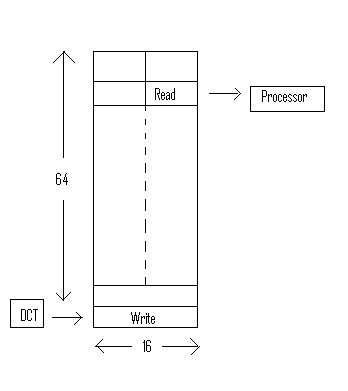 Read
Processor
64
DCT
Write
16